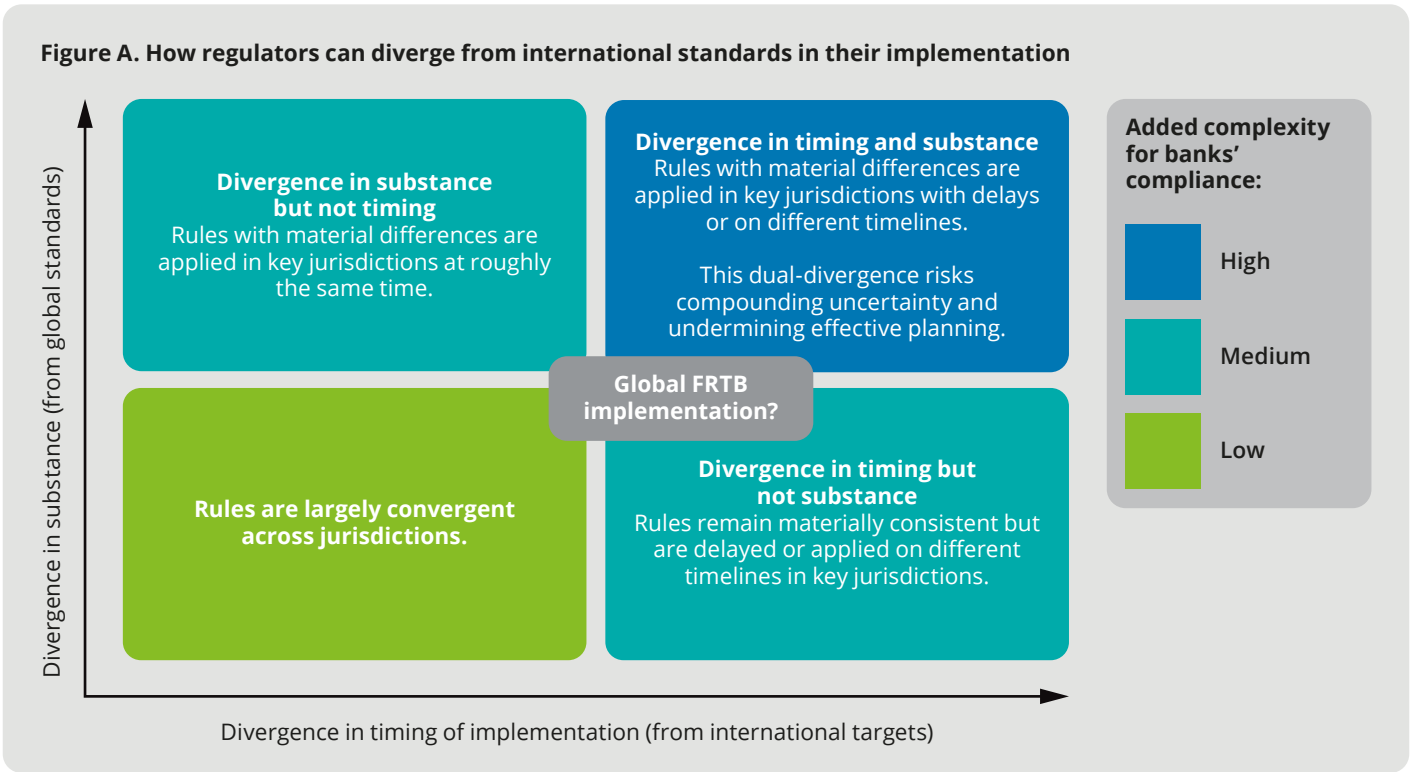 Figure A. How regulators can diverge from international standards in their implementation
Divergence in substance (from global standards)
Divergence in substance
but not timing
Rules with material differences are
applied in key jurisdictions at roughly
the same time.
Divergence in timing and substance
Rules with material differences are
applied in key jurisdictions with delays
or on different timelines.
This dual-divergence risks
compounding uncertainty and
undermining effective planning.
Global FRTB
implementation?
Rules are largely convergent
across jurisdictions.
Divergence in timing but
not substance
Rules remain materially consistent but
are delayed or applied on different
timelines in key jurisdictions.
Divergence in timing of implementation (from international targets)
Added complexity
for banks’
compliance:
High
Medium
Low